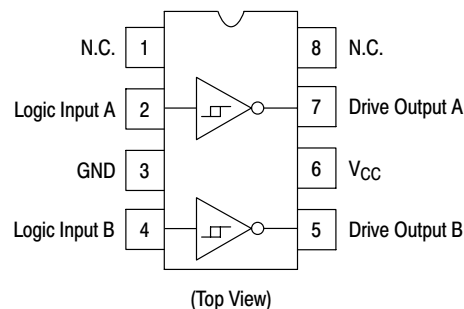 N.C. 1 8 N.C.
Logic Input A 2 7 Drive Output A
GND 3 6 VCC
Logic Input B 4 5 Drive Output B
(Top View)